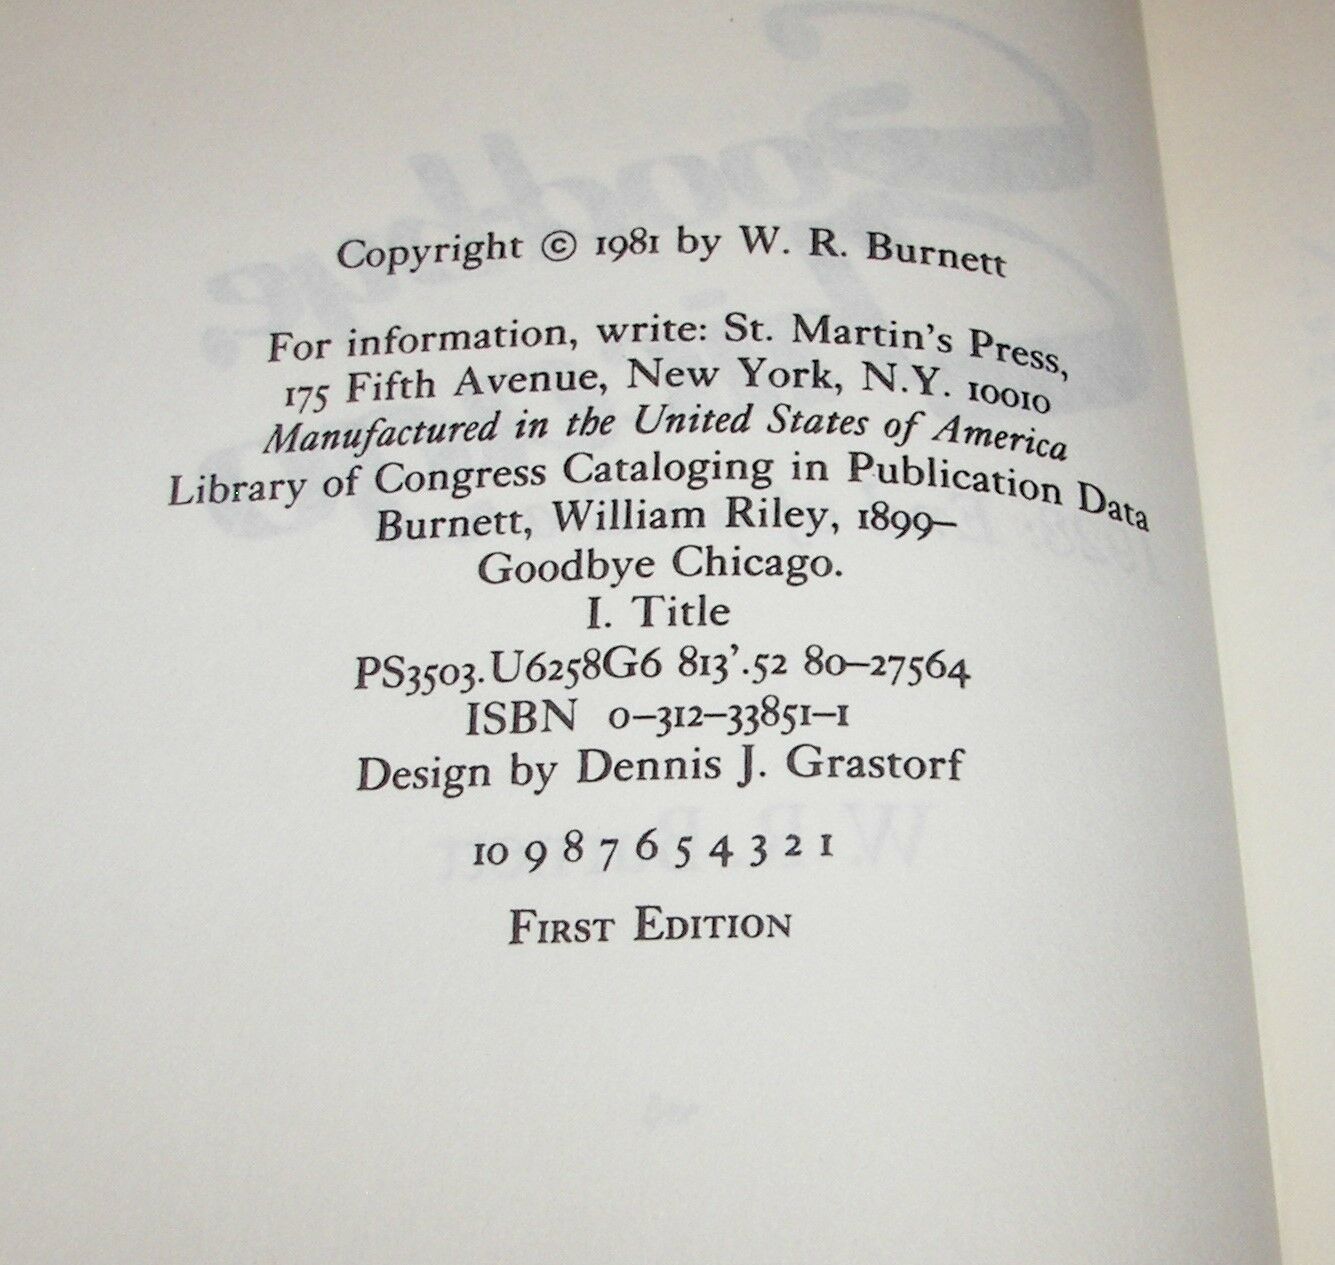 Copyright © 1981 by W. R. Burnett
For information, write: St. Martin's Press,
175 Fifth Avenue, New York, N.Y. 10010
Manufactured in the United States of America
Library of Congress Cataloging in Publication Data
Burnett, William Riley, 1899–
Goodbye Chicago.
I. Title
PS3503.U6258G6 813'.52 80–27564
ISBN 0–312–33851–1
Design by Dennis J. Grastorf
10 9 8 7 6 5 4 3 2 1
FIRST EDITION